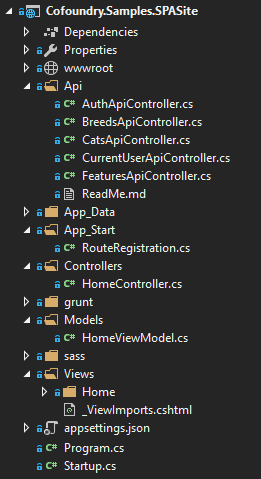 Cofoundry.Samples.SPASite
Dependencies
Properties
wwwroot
Api
C# AuthApiController.cs
C# BreedsApiController.cs
C# CatsApiController.cs
C# CurrentUserApiController.cs
C# FeaturesApiController.cs
ReadMe.md
App_Data
App_Start
C# RouteRegistration.cs
Controllers
C# HomeController.cs
grunt
Models
C# HomeViewModel.cs
sass
Views
Home
_ViewImports.cshtml
appsettings.json
C# Program.cs
C# Startup.cs